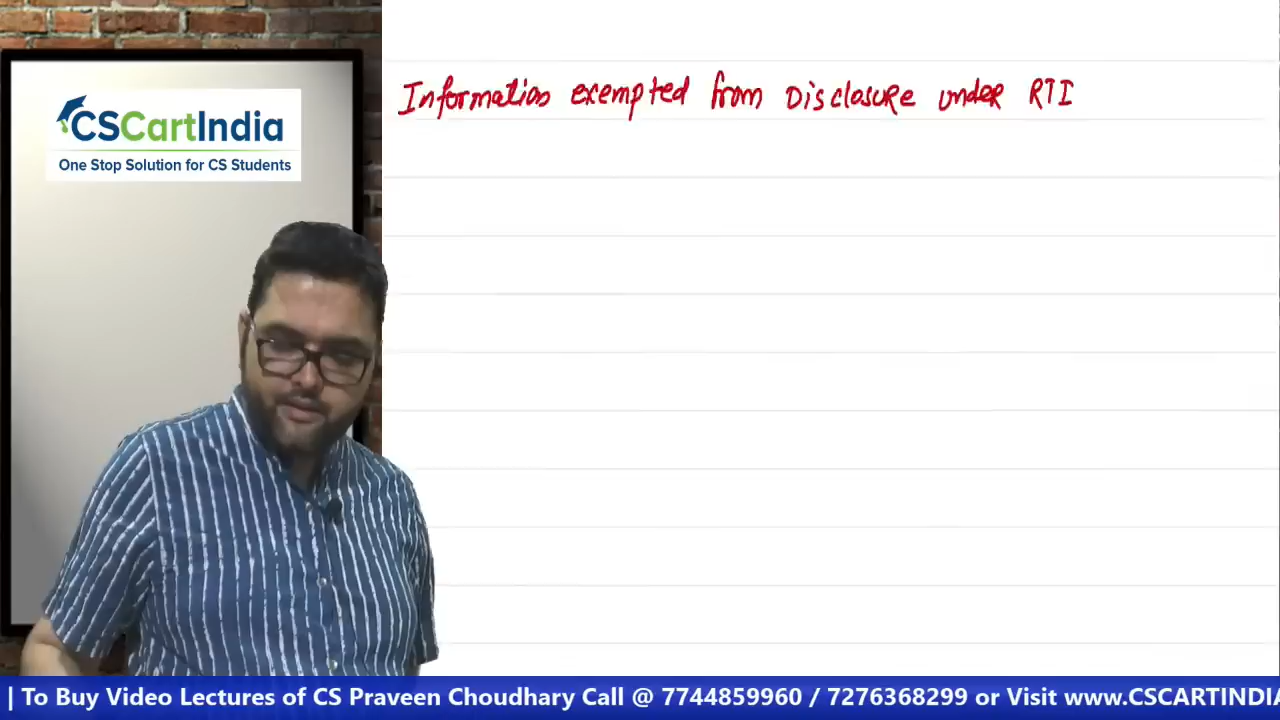 Information exempted from Disclosure under RTI
CSCartIndia
One Stop Solution for CS Students
| To Buy Video Lectures of CS Praveen Choudhary Call @ 7744859960 / 7276368299 or Visit www.CSCARTINDIA